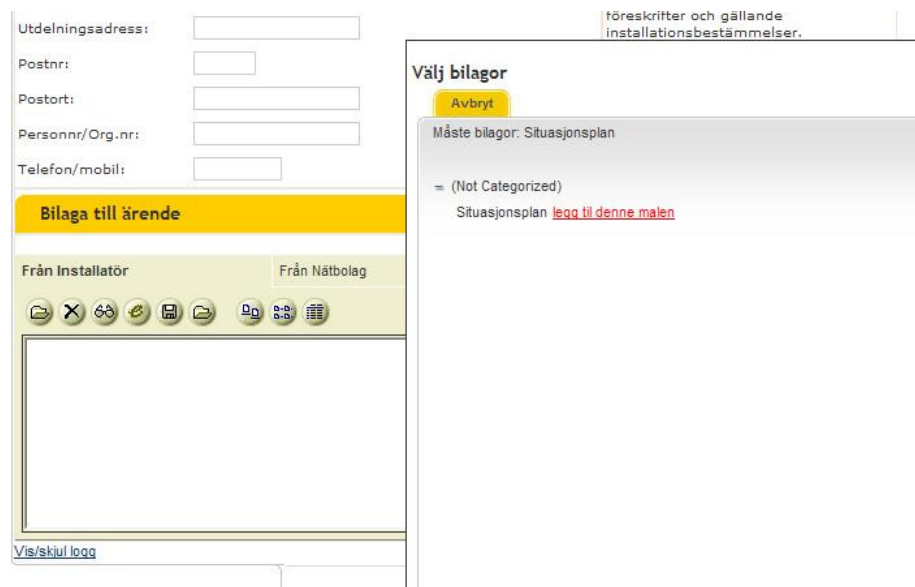 Utdelningsadress:
Postnr:
Postort:
Personnr/Org.nr:
Telefon/mobil:
Bilaga till ärende
Från Installatör
Från Nätbolag
Vis/skjul logg
föreskrifter och gällande
installationsbestämmelser.
Välj bilagor
Avbryt
Måste bilagor: Situasjonsplan
(Not Categorized)
Situasjonsplan legg til denne malen